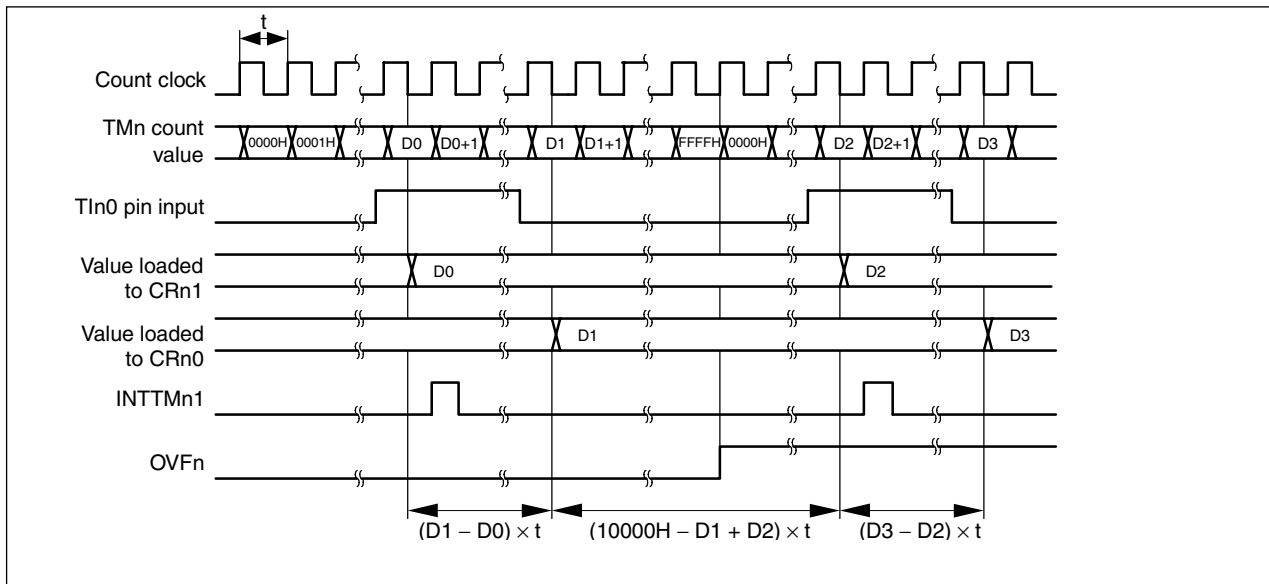 t
Count clock
TMn count
value
0000H 0001H D0 D0+1 D1 D1+1 FFFFH 0000H D2 D2+1 D3
TIn0 pin input
Value loaded
to CRn1
D0 D2
Value loaded
to CRn0
D1 D3
INTTMn1
OVFn
(D1 − D0) × t (10000H − D1 + D2) × t (D3 − D2) × t